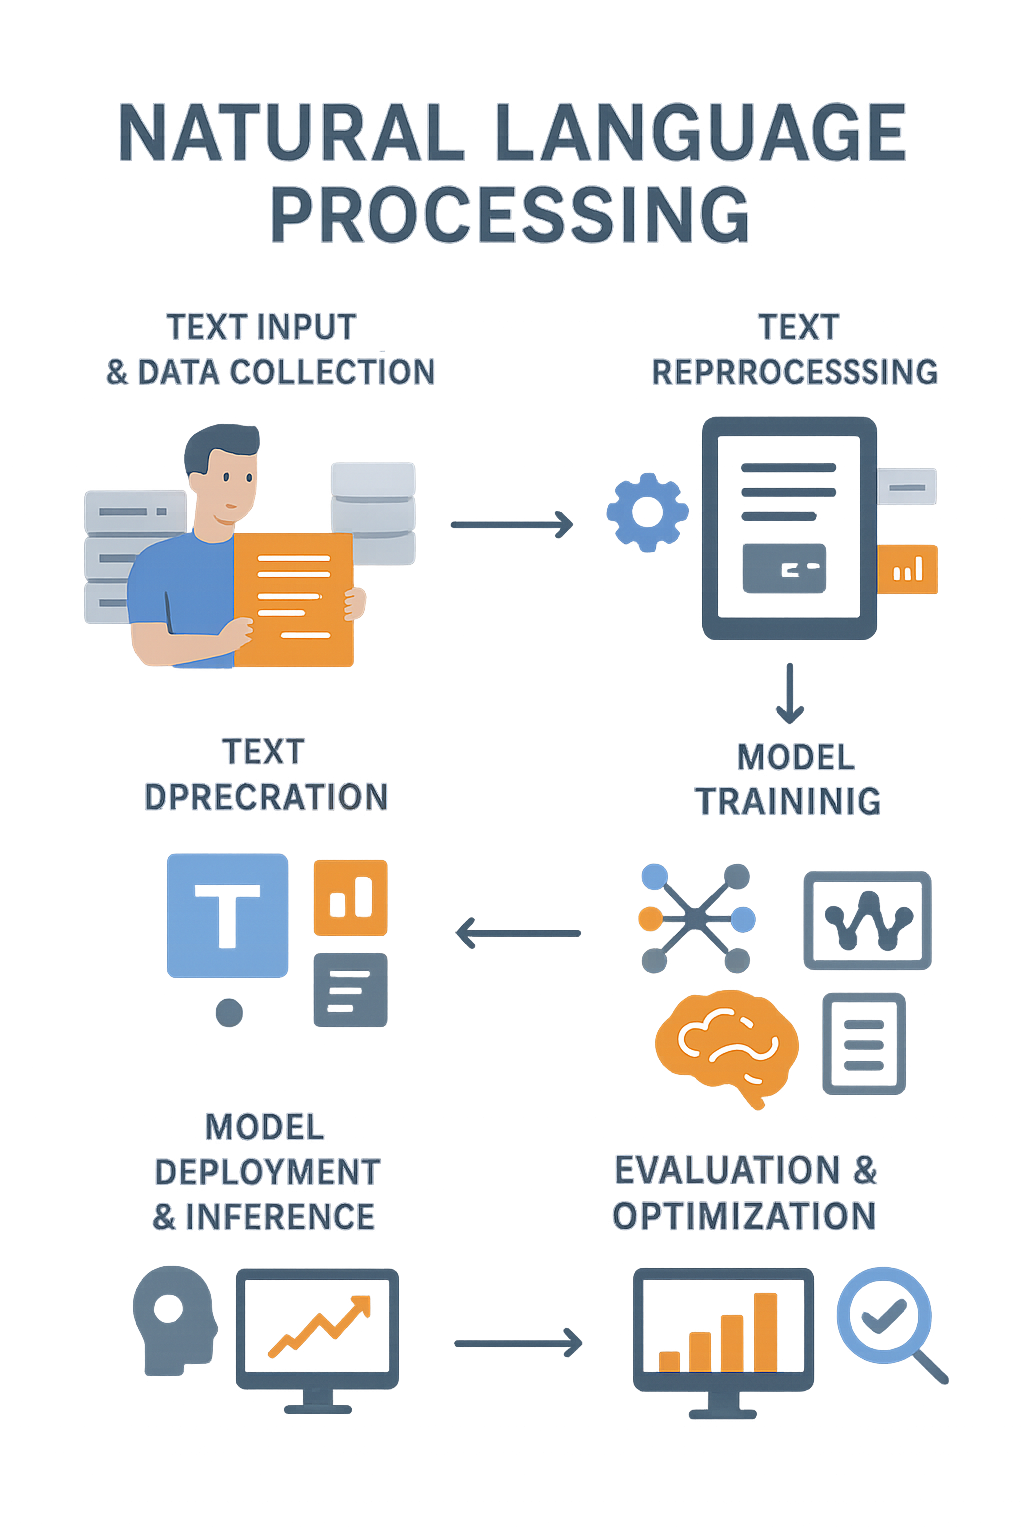 NATURAL LANGUAGE
PROCESSING
TEXT INPUT
& DATA COLLECTION
TEXT
REPRROCESSSING
MODEL
TRAININIG
TEXT
DPRECRATION
T
MODEL
DEPLOYMENT
& INFERENCE
EVALUATION &
OPTIMIZATION